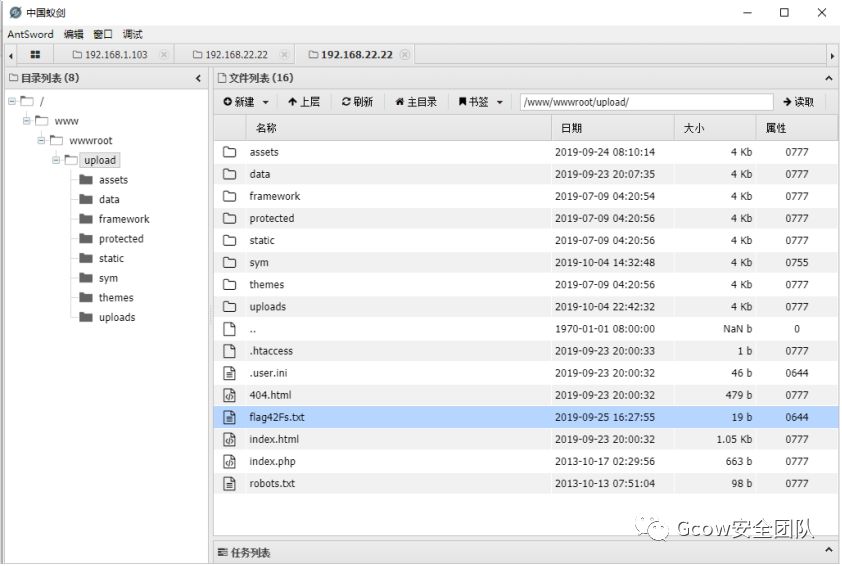 中国蚁剑
AntSword 编辑 窗口 调试
192.168.1.103 192.168.22.22 192.168.22.22
目录列表 (8)
/
www
wwwroot
upload
assets
data
framework
protected
static
sym
themes
uploads
文件列表 (16)
新建 上层 刷新 主目录 书签 /www/wwwroot/upload/ 读取
名称 日期 大小 属性
assets 2019-09-24 08:10:14 4 Kb 0777
data 2019-09-23 20:07:35 4 Kb 0777
framework 2019-07-09 04:20:54 4 Kb 0777
protected 2019-07-09 04:20:56 4 Kb 0777
static 2019-07-09 04:20:56 4 Kb 0777
sym 2019-10-04 14:32:48 4 Kb 0755
themes 2019-07-09 04:20:56 4 Kb 0777
uploads 2019-10-04 22:42:32 4 Kb 0777
.. 1970-01-01 08:00:00 NaN b 0
.htaccess 2019-09-23 20:00:33 1 b 0777
.user.ini 2019-09-23 20:00:32 46 b 0644
404.html 2019-09-23 20:00:32 479 b 0777
flag42Fs.txt 2019-09-25 16:27:55 19 b 0644
index.html 2019-09-23 20:00:32 1.05 Kb 0777
index.php 2013-10-17 02:29:56 663 b 0777
robots.txt 2013-10-13 07:51:04 98 b 0777
Gcow安全团队
任务列表